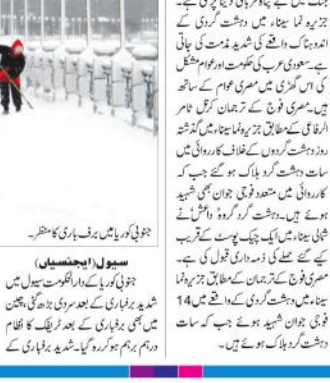 جزیرہ نما سیناء میں دہشت گردی کے
اندوہناک واقعے کی شدید مذمت کی جاتی
ہے۔سعودی عرب کی حکومت اور عوام مشکل
کی اس گھڑی میں مصری عوام کے ساتھ
ہیں۔مصری فوج کے ترجمان کرنل تامر
الرفاعی کے مطابق جزیرہ نما سیناء میں گذشتہ
روز دہشت گردوں کے خلاف کارروائی میں
سات دہشت گرد ہلاک ہو گئے جب کہ
کارروائی میں متعدد فوجی جوان بھی شہید
ہوئے ہیں۔دہشت گرد گروہ داعش نے
شمالی سیناء میں ایک چیک پوسٹ کے قریب
کیے گئے حملے کی ذمہ داری قبول کی ہے۔
مصری فوج کے ترجمان کے مطابق جزیرہ نما
سیناء میں دہشت گردی کے واقعے میں 14
فوجی جوان شہید ہوئے جب کہ سات
دہشت گرد ہلاک ہوئے ہیں۔
جنوبی کوریا میں برف باری کا منظر۔
سیول(ایجنسیاں)
جنوبی کوریا کے دارالحکومت سیول میں
شدید برفباری کے بعد سردی بڑھ گئی، چین
میں بھی برفباری کے بعد ٹریفک کا نظام
درہم برہم ہو کر رہ گیا۔شدید برفباری کے